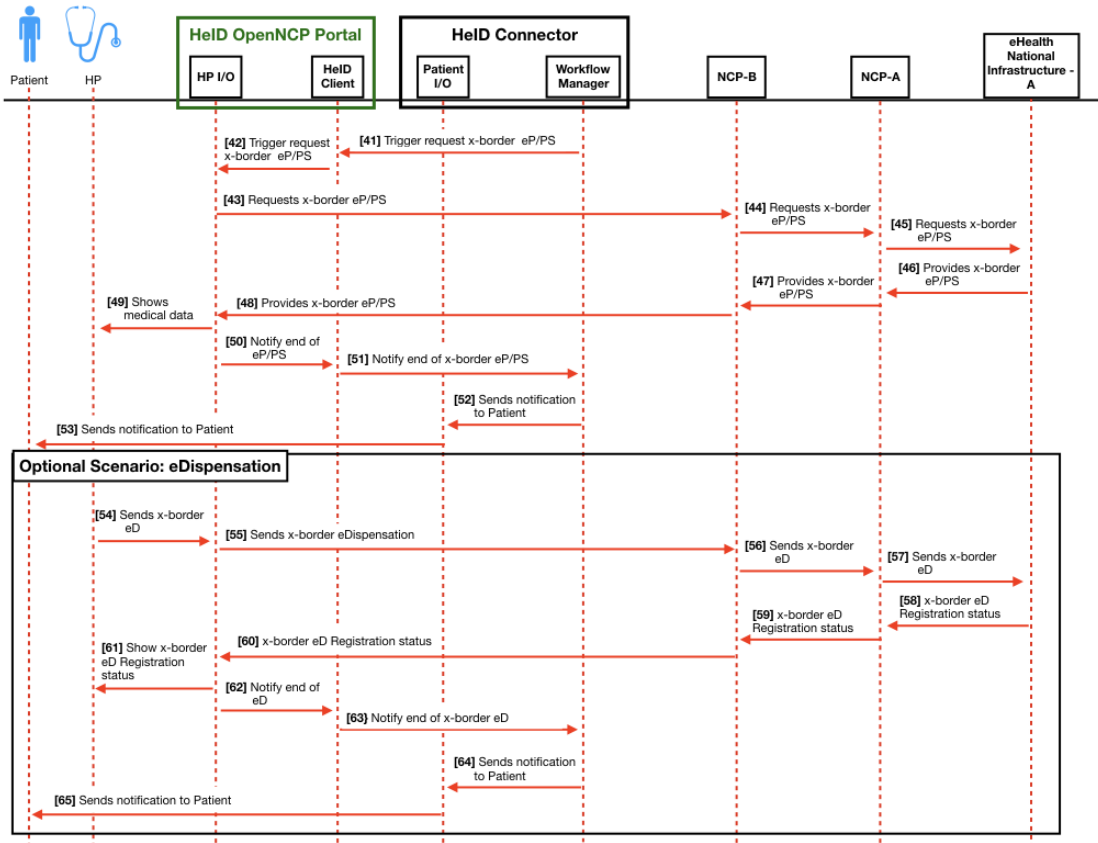 HeID OpenNCP Portal
HeID Connector
eHealth
National
Infrastructure -
A
Patient
HP
HP I/O
HeID
Client
Patient
I/O
Workflow
Manager
NCP-B
NCP-A
[42] Trigger request
x-border eP/PS
[41] Trigger request x-border eP/PS
[43] Requests x-border eP/PS
[44] Requests x-border
eP/PS
[45] Requests x-border
eP/PS
[46] Provides x-border
eP/PS
[47] Provides x-border
eP/PS
[48] Provides x-border eP/PS
[49] Shows
medical data
[50] Notify end of
eP/PS
[51] Notify end of x-border eP/PS
[52] Sends notification
to Patient
[53] Sends notification to Patient
Optional Scenario: eDispensation
[54] Sends x-border
eD
[55] Sends x-border eDispensation
[56] Sends x-border
eD
[57] Sends x-border
eD
[58] x-border eD
Registration status
[59] x-border eD
Registration status
[60] x-border eD Registration status
[61] Show x-border
eD Registration
status
[62] Notify end of
eD
[63} Notify end of x-border eD
[64] Sends notification
to Patient
[65] Sends notification to Patient